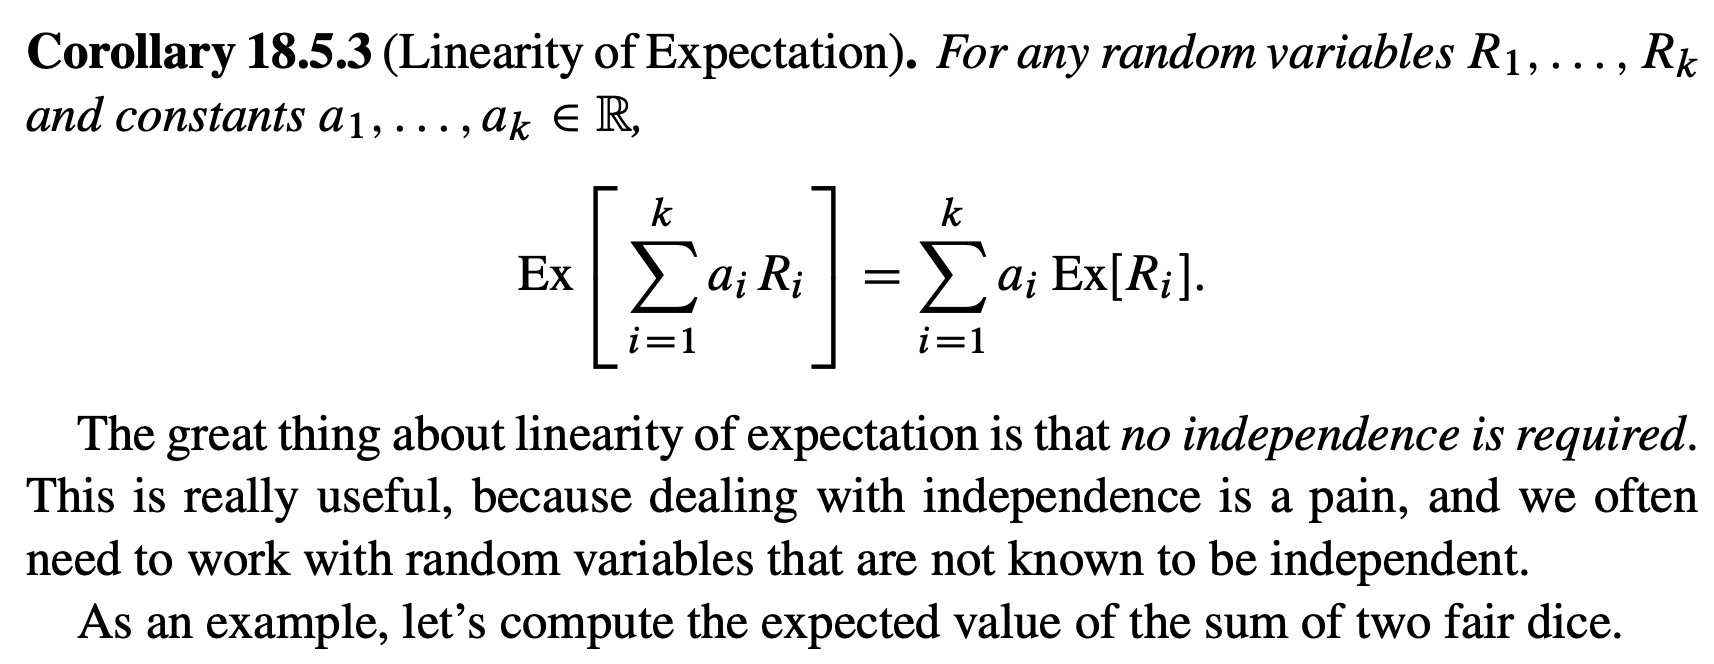 Corollary 18.5.3 (Linearity of Expectation). For any random variables R₁, . . . , Rₖ
and constants a₁, . . . , aₖ ∈ ℝ,
Ex[∑_{i=1}^{k} aᵢ Rᵢ] = ∑_{i=1}^{k} aᵢ Ex[Rᵢ].
The great thing about linearity of expectation is that no independence is required.
This is really useful, because dealing with independence is a pain, and we often
need to work with random variables that are not known to be independent.
As an example, let’s compute the expected value of the sum of two fair dice.